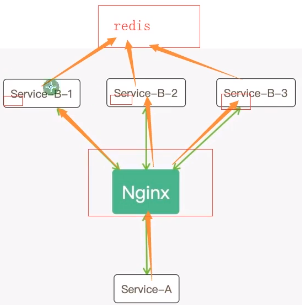 redis
Service-B-1
Service-B-2
Service-B-3
Nginx
Service-A